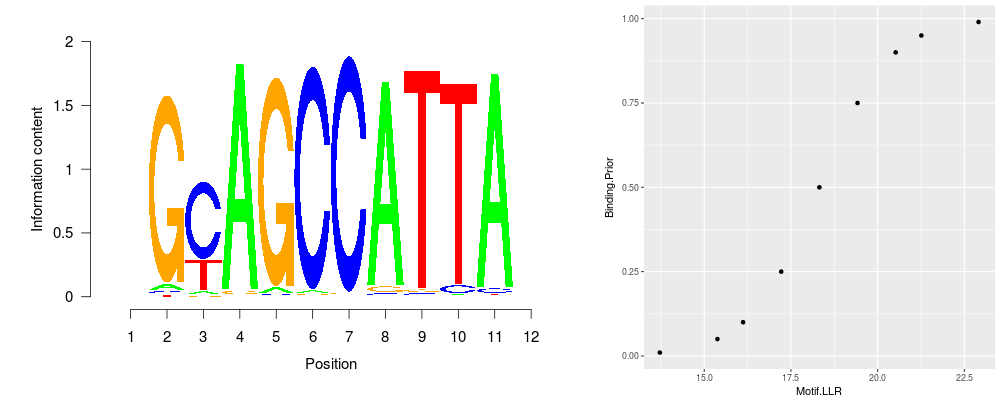 2
1.5
1
0.5
0
Information content
G C A G C C A T T A
T
1 2 3 4 5 6 7 8 9 10 11 12
Position
1.00
0.75
0.50
0.25
0.00
Binding.Prior
15.0 17.5 20.0 22.5
Motif.LLR